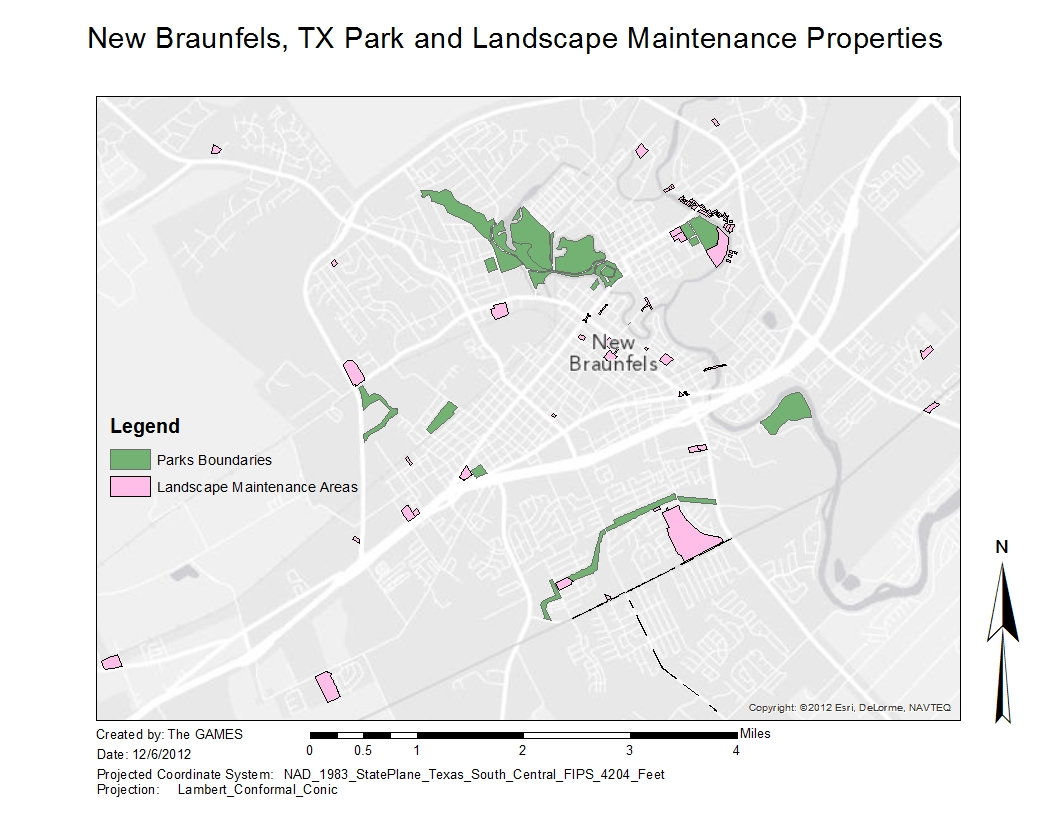 New Braunfels, TX Park and Landscape Maintenance Properties
New
Braunfels
Legend
Parks Boundaries
Landscape Maintenance Areas
N
Copyright: ©2012 Esri, DeLorme, NAVTEQ
Created by: The GAMES
Date: 12/6/2012
Miles
0 0.5 1 2 3 4
Projected Coordinate System: NAD_1983_StatePlane_Texas_South_Central_FIPS_4204_Feet
Projection: Lambert_Conformal_Conic